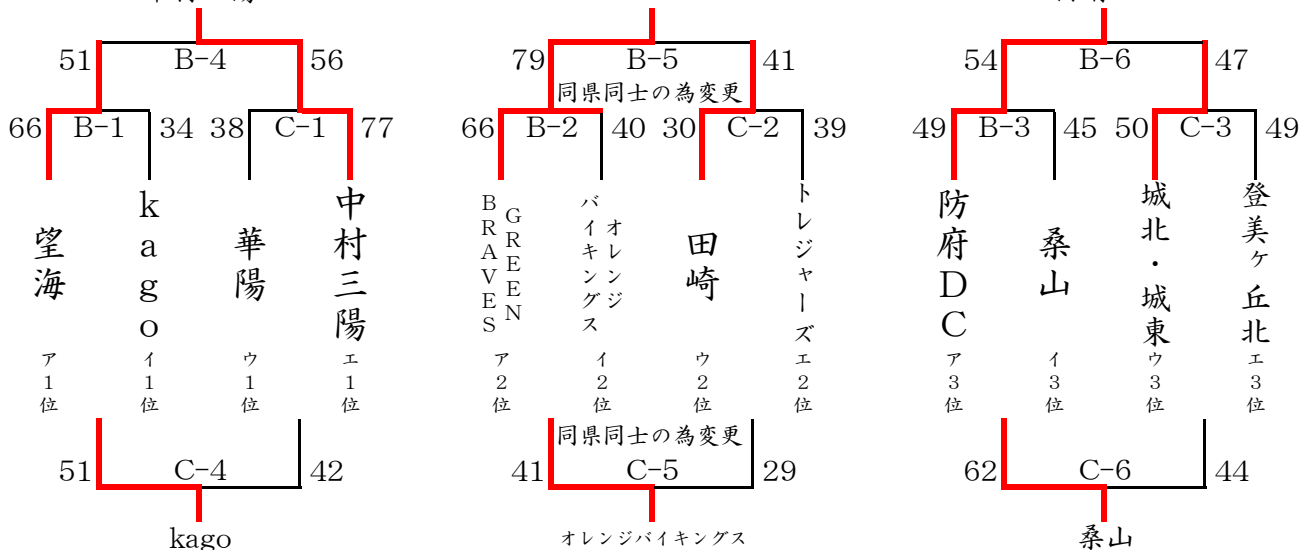 51 B-4 56
66 B-1 34 38 C-1 77
望海
kago
華陽
中村三陽
ア1位
イ1位
ウ1位
エ1位
51 C-4 42
kago
79 B-5 41
同県同士の為変更
66 B-2 40 30 C-2 39
GREEN
BRAVES
オレンジ
バイキングス
田崎
トレジャーズ
ア2位
イ2位
ウ2位
エ2位
同県同士の為変更
41 C-5 29
オレンジバイキングス
54 B-6 47
49 B-3 45 50 C-3 49
防府DC
桑山
城北・城東
登美ヶ丘北
ア3位
イ3位
ウ3位
エ3位
62 C-6 44
桑山